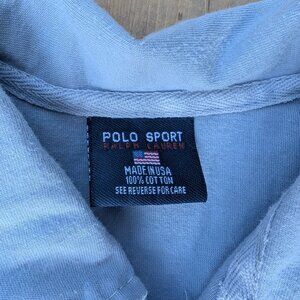 POLO SPORT
RALPH LAUREN
MADE IN USA
100% COTTON
SEE REVERSE FOR CARE